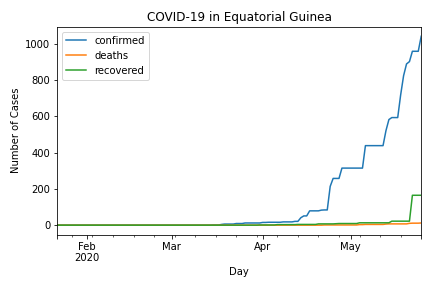 COVID-19 in Equatorial Guinea
confirmed
deaths
recovered
1000
800
600
400
200
0
Number of Cases
Feb
2020
Mar
Apr
May
Day